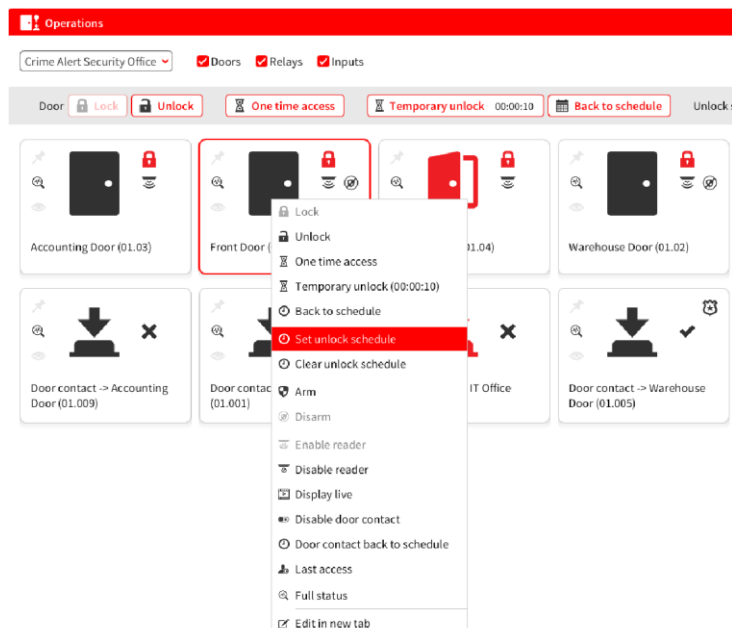 Operations
Crime Alert Security Office
Doors
Relays
Inputs
Door
Lock
Unlock
One time access
Temporary unlock 00:00:10
Back to schedule
Unlock
Accounting Door (01.03)
Front Door (
01.04)
Warehouse Door (01.02)
Lock
Unlock
One time access
Temporary unlock (00:00:10)
Back to schedule
Set unlock schedule
Clear unlock schedule
Arm
Disarm
Enable reader
Disable reader
Display live
Disable door contact
Door contact back to schedule
Last access
Full status
Edit in new tab
Door contact -> Accounting
Door (01.009)
Door contac
(01.001)
IT Office
Door contact -> Warehouse
Door (01.005)